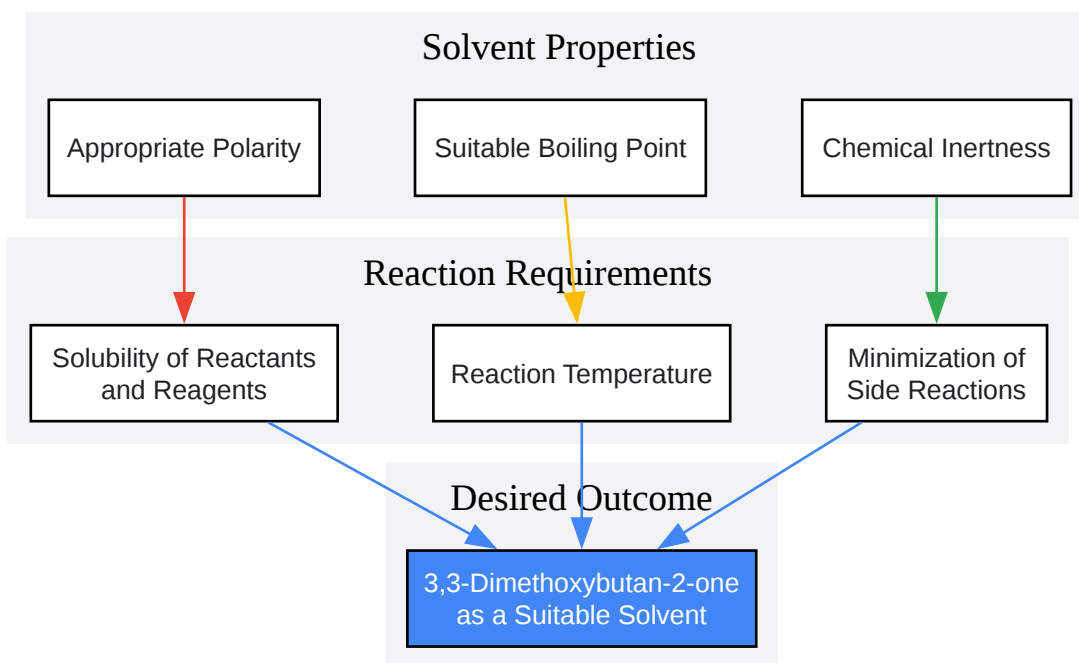 Solvent Properties
Appropriate Polarity
Suitable Boiling Point
Chemical Inertness
Reaction Requirements
Solubility of Reactants
and Reagents
Reaction Temperature
Minimization of
Side Reactions
Desired Outcome
3,3-Dimethoxybutan-2-one
as a Suitable Solvent